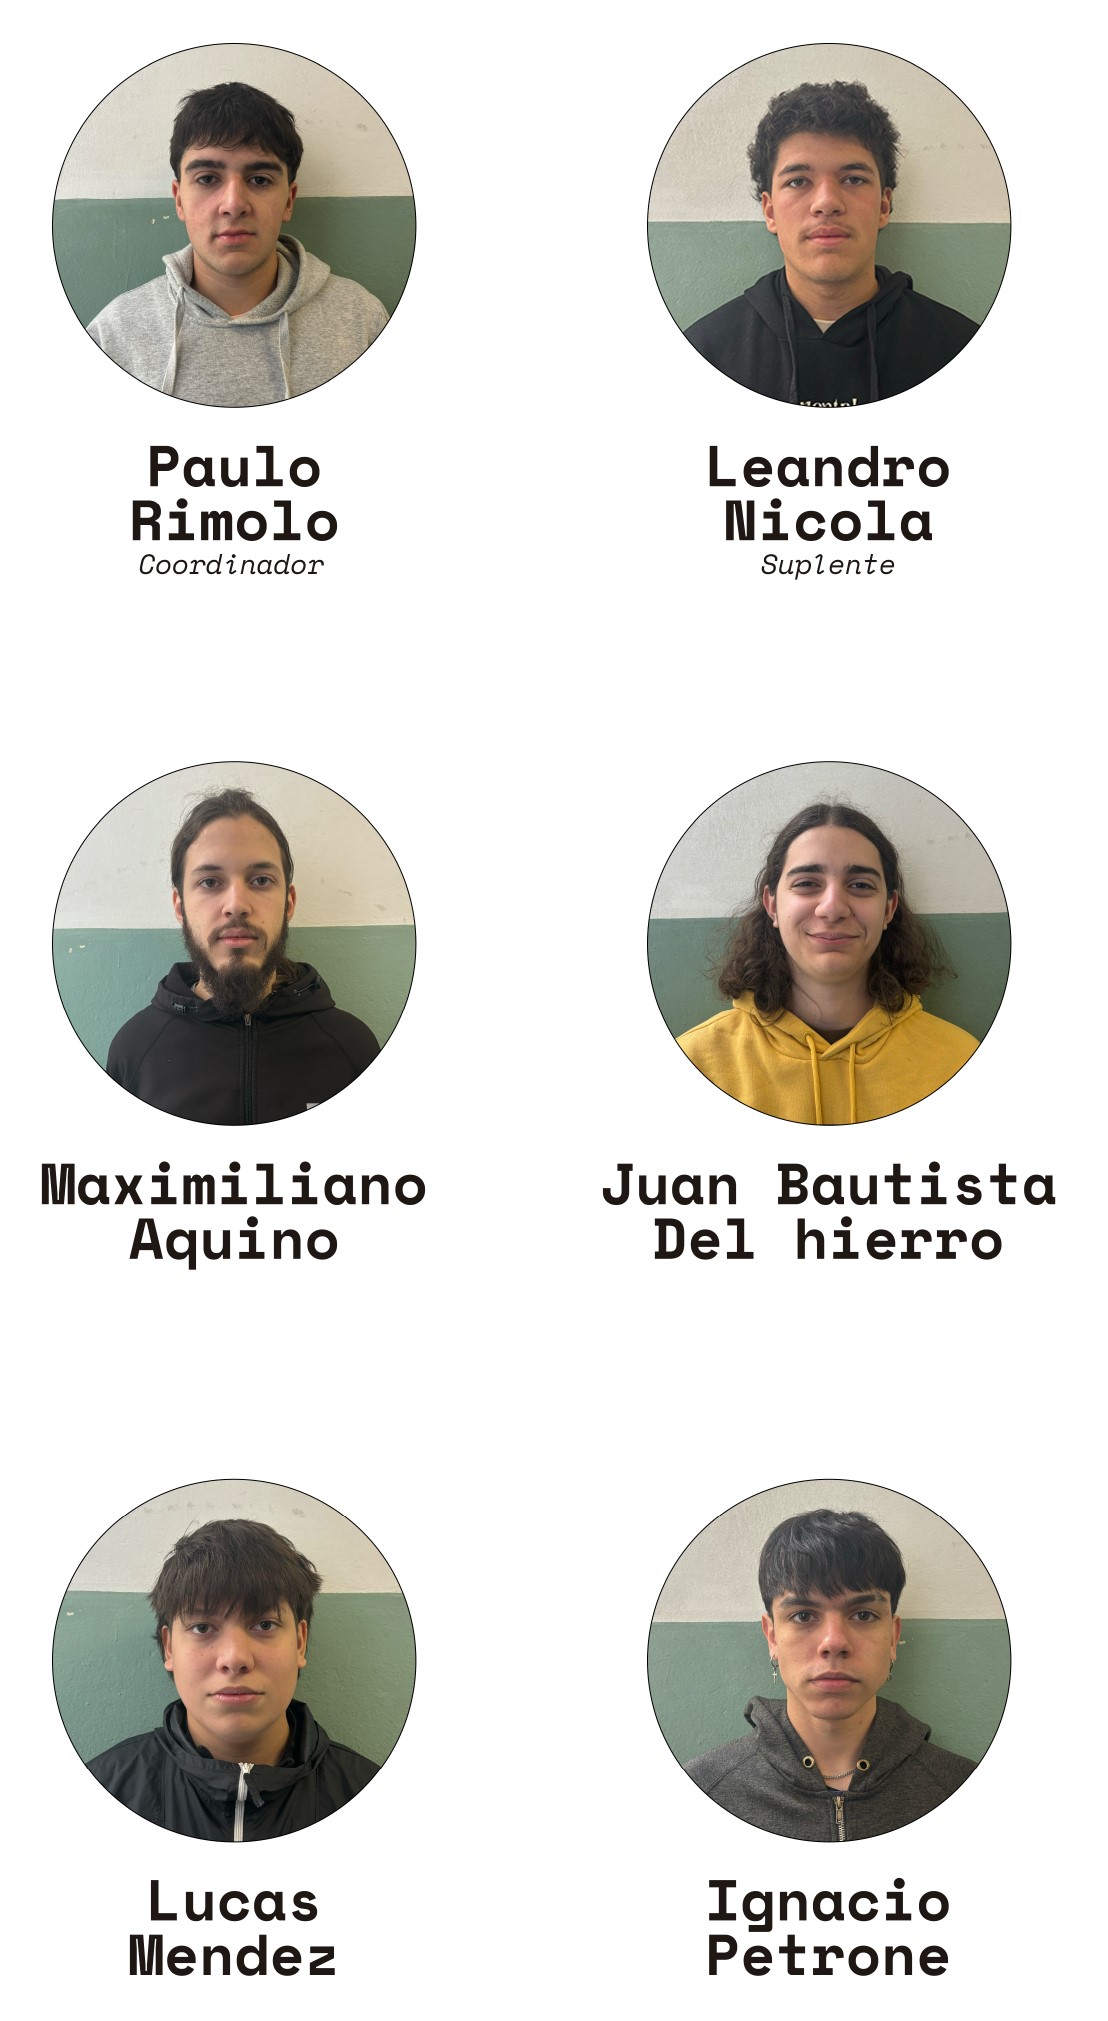 Paulo
Rimolo
Coordinador
Leandro
Nicola
Suplente
Maximiliano
Aquino
Juan Bautista
Del hierro
Lucas
Mendez
Ignacio
Petrone